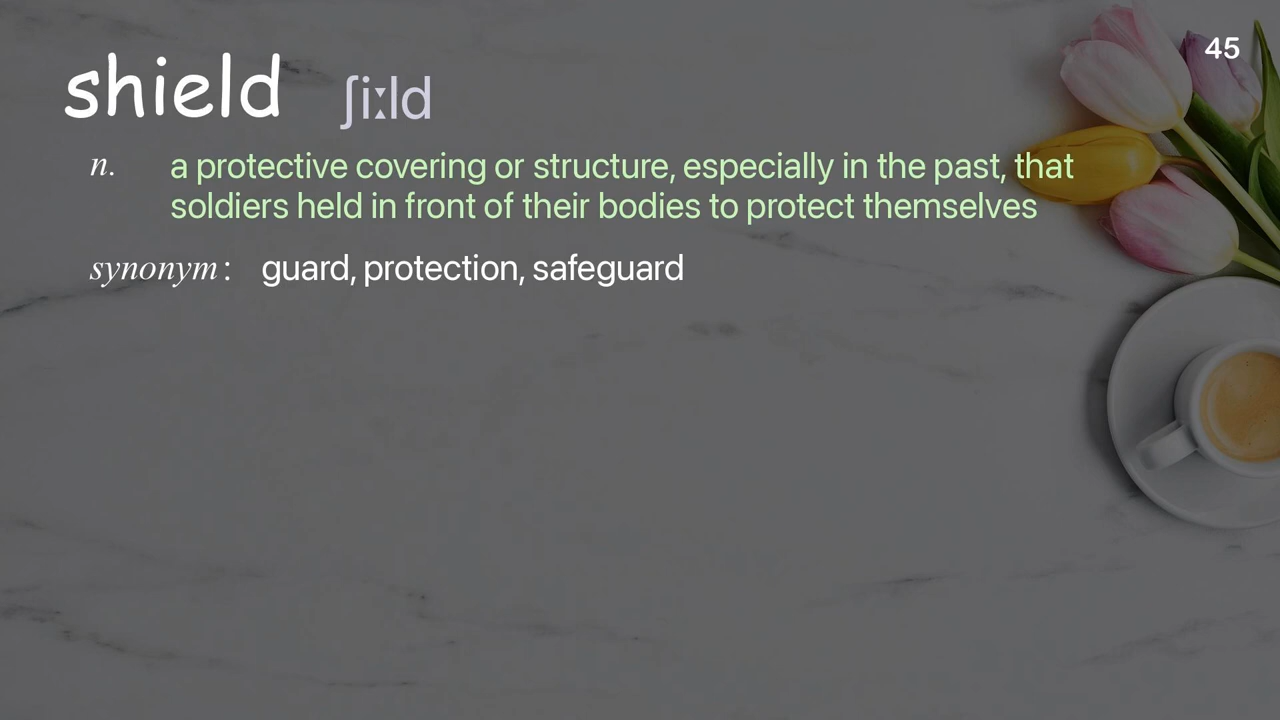 45
shield ʃiːld
n. a protective covering or structure, especially in the past, that
soldiers held in front of their bodies to protect themselves
synonym: guard, protection, safeguard